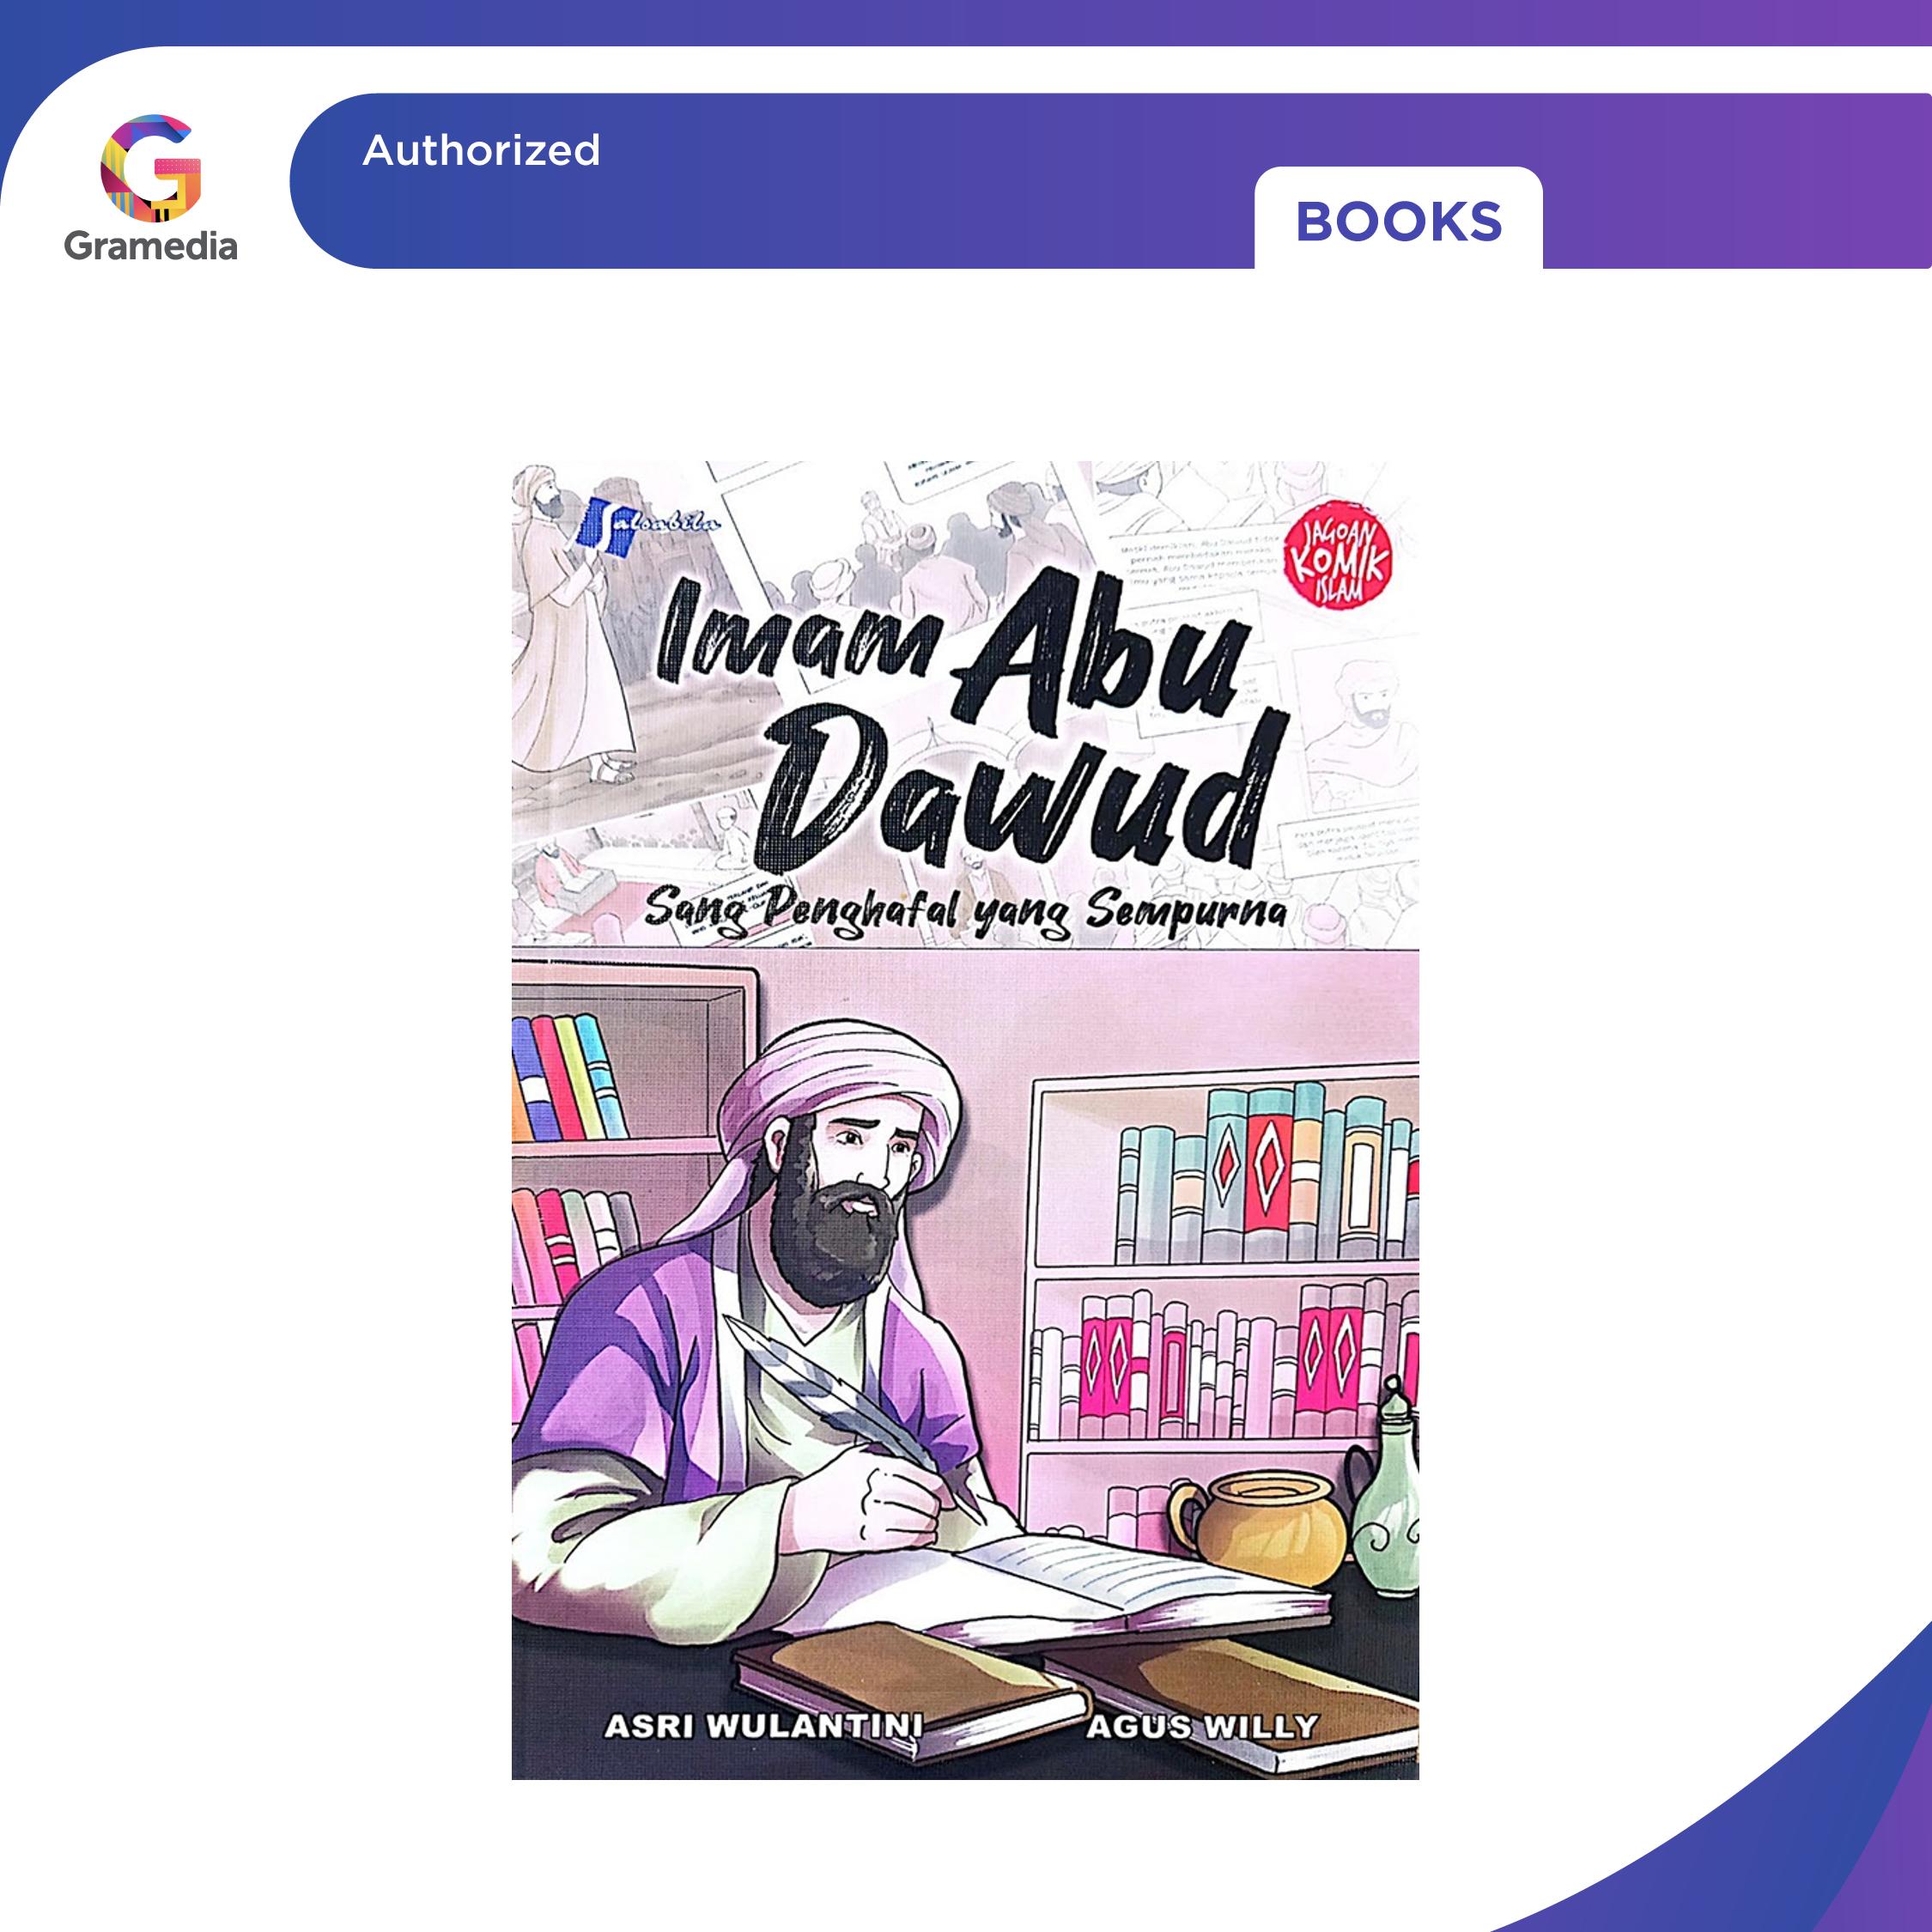 Gramedia
Authorized
BOOKS
Salsabila
JAGOAN
KOMIK
ISLAM
Imam Abu
Dawud
Sang Penghafal yang Sempurna
ASRI WULANTINI
AGUS WILLY